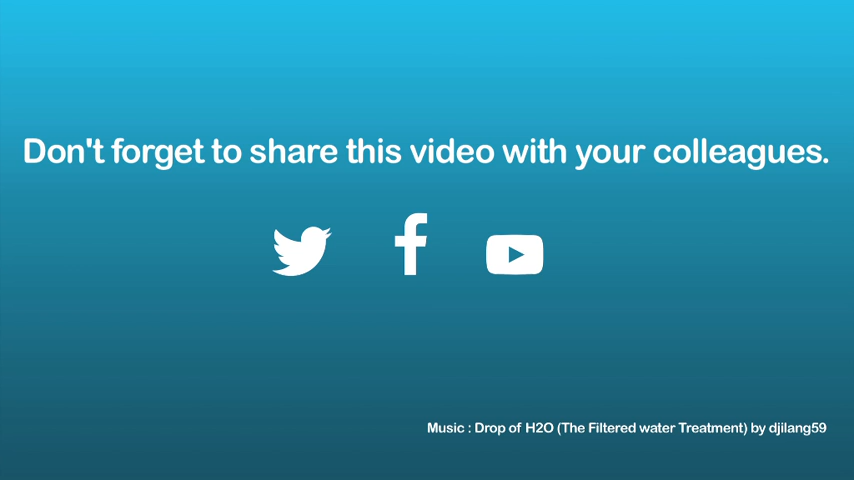 Don't forget to share this video with your colleagues.
Music : Drop of H2O (The Filtered water Treatment) by djilang59